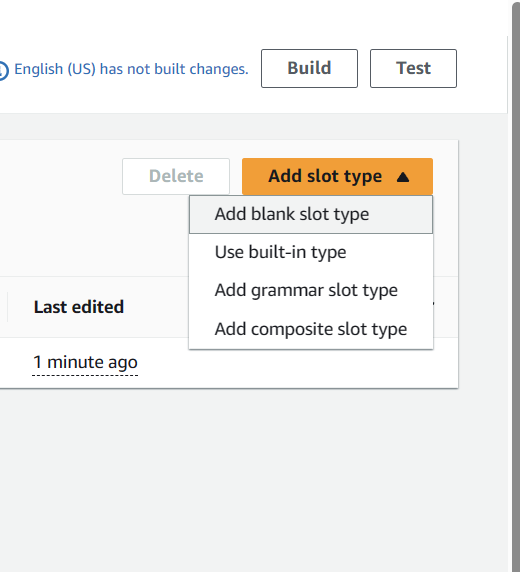 English (US) has not built changes.
Build
Test
Delete
Add slot type
Add blank slot type
Use built-in type
Add grammar slot type
Add composite slot type
Last edited
1 minute ago